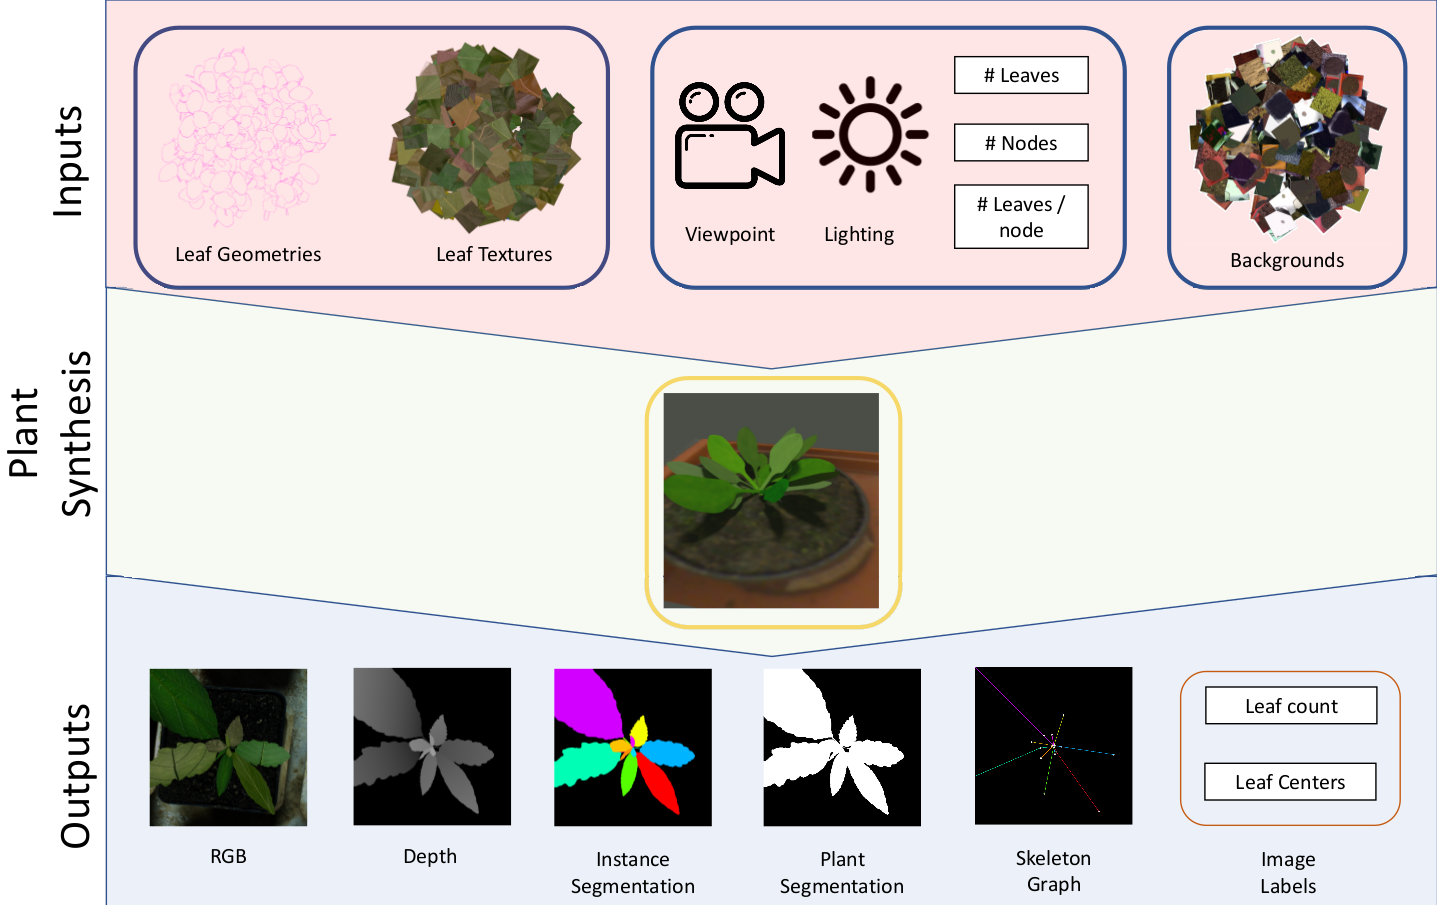 Inputs
Leaf Geometries
Leaf Textures
Viewpoint
Lighting
# Leaves
# Nodes
# Leaves /
node
Backgrounds
Plant
Synthesis
Outputs
RGB
Depth
Instance
Segmentation
Plant
Segmentation
Skeleton
Graph
Leaf count
Leaf Centers
Image
Labels